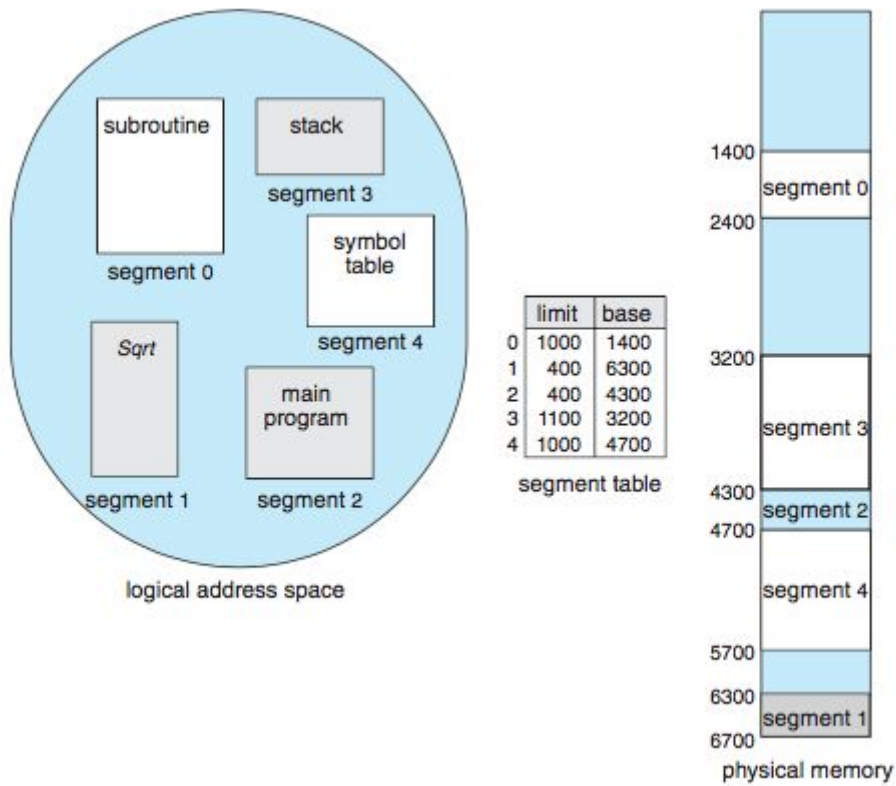 subroutine
segment 0
stack
segment 3
symbol
table
segment 4
Sqrt
segment 1
main
program
segment 2
logical address space
limit base
0 1000 1400
1 400 6300
2 400 4300
3 1100 3200
4 1000 4700
segment table
1400
segment 0
2400
3200
segment 3
4300
segment 2
4700
segment 4
5700
6300
segment 1
6700
physical memory